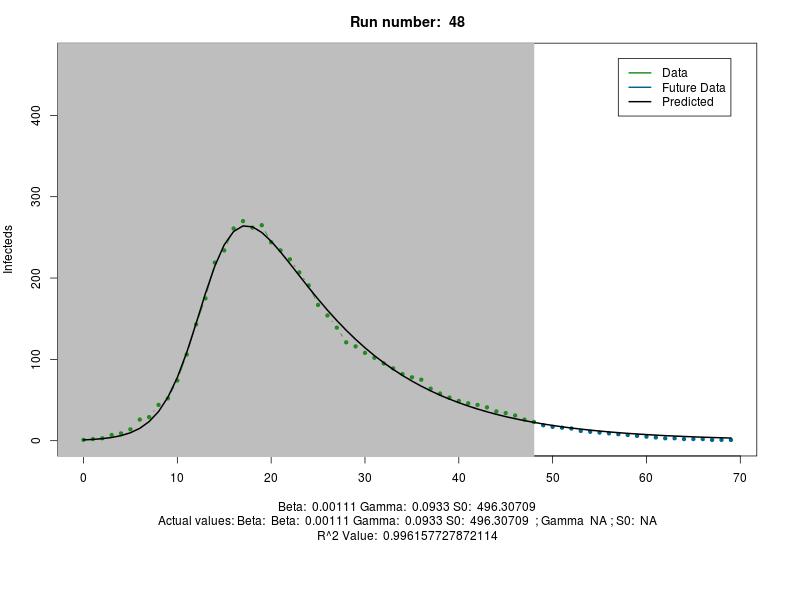 Run number: 48
Data
Future Data
Predicted
400
300
200
100
0
Infecteds
0 10 20 30 40 50 60 70
Beta: 0.00111 Gamma: 0.0933 S0: 496.30709
Actual values: Beta: Beta: 0.00111 Gamma: 0.0933 S0: 496.30709 ; Gamma NA ; S0: NA
R^2 Value: 0.996157727872114